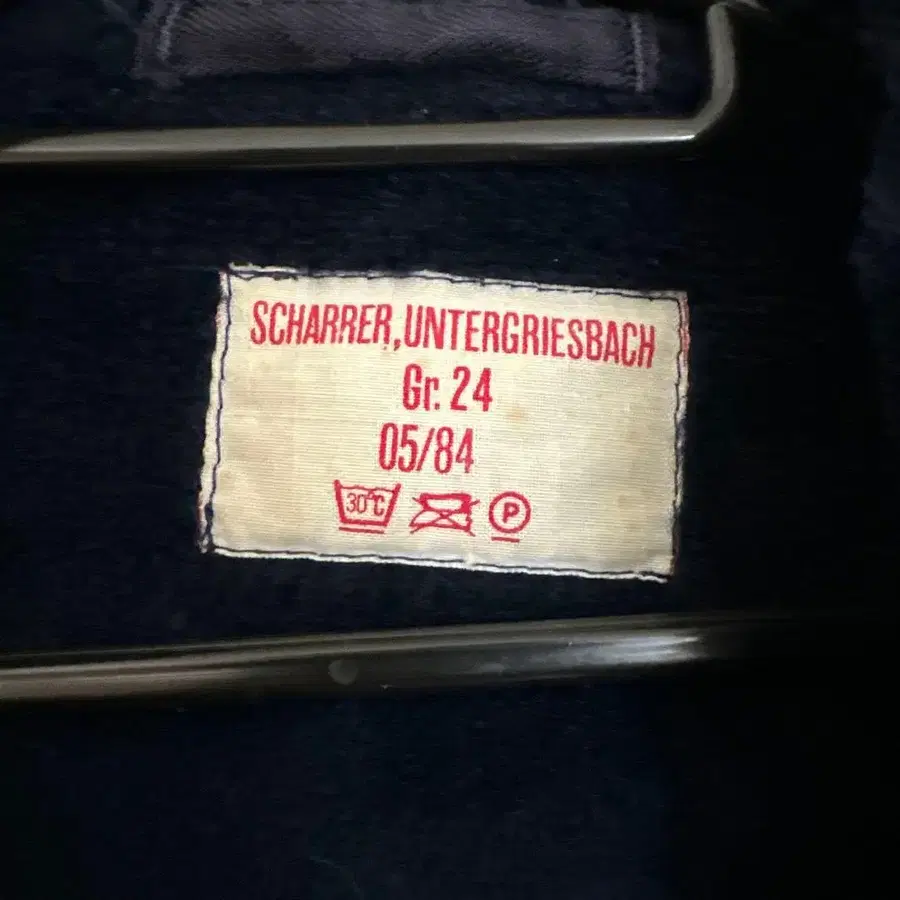 SCHARRER, UNTERGRIESBACH
Gr. 24
05/84
30°C P